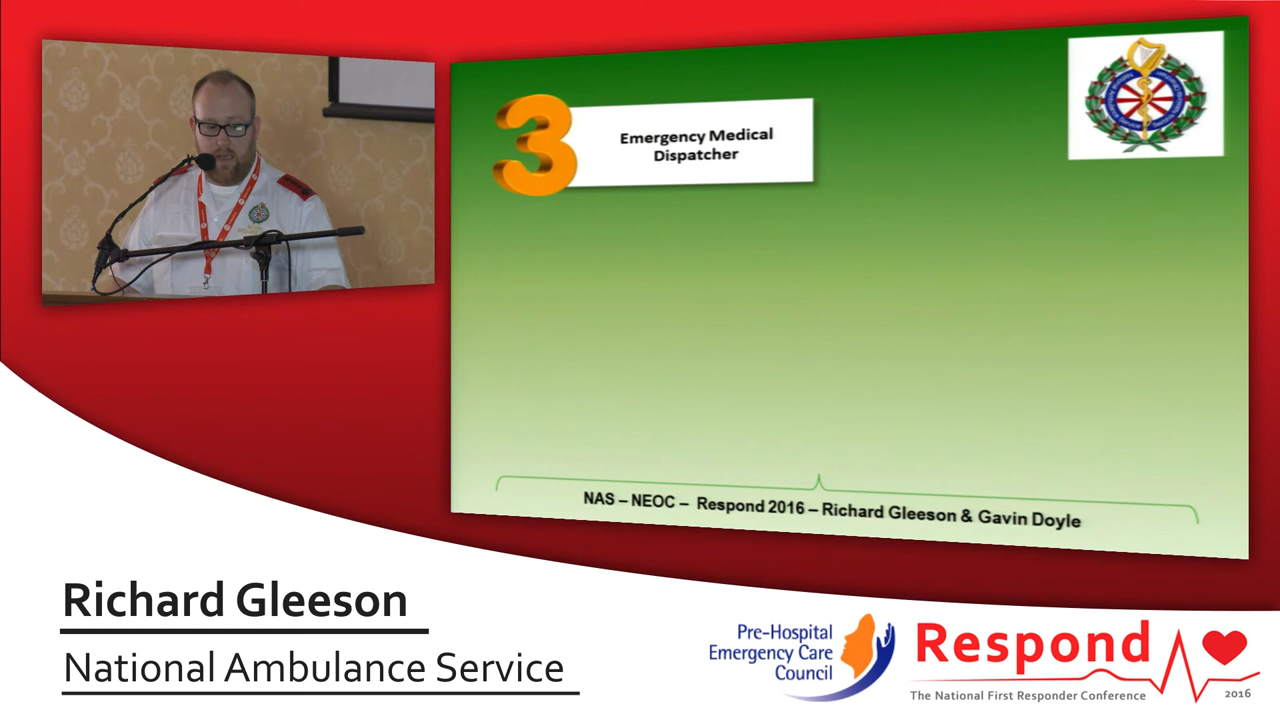 3
Emergency Medical
Dispatcher
NAS – NEOC – Respond 2016 – Richard Gleeson & Gavin Doyle
Richard Gleeson
National Ambulance Service
Pre-Hospital
Emergency Care
Council
Respond
The National First Responder Conference
2016